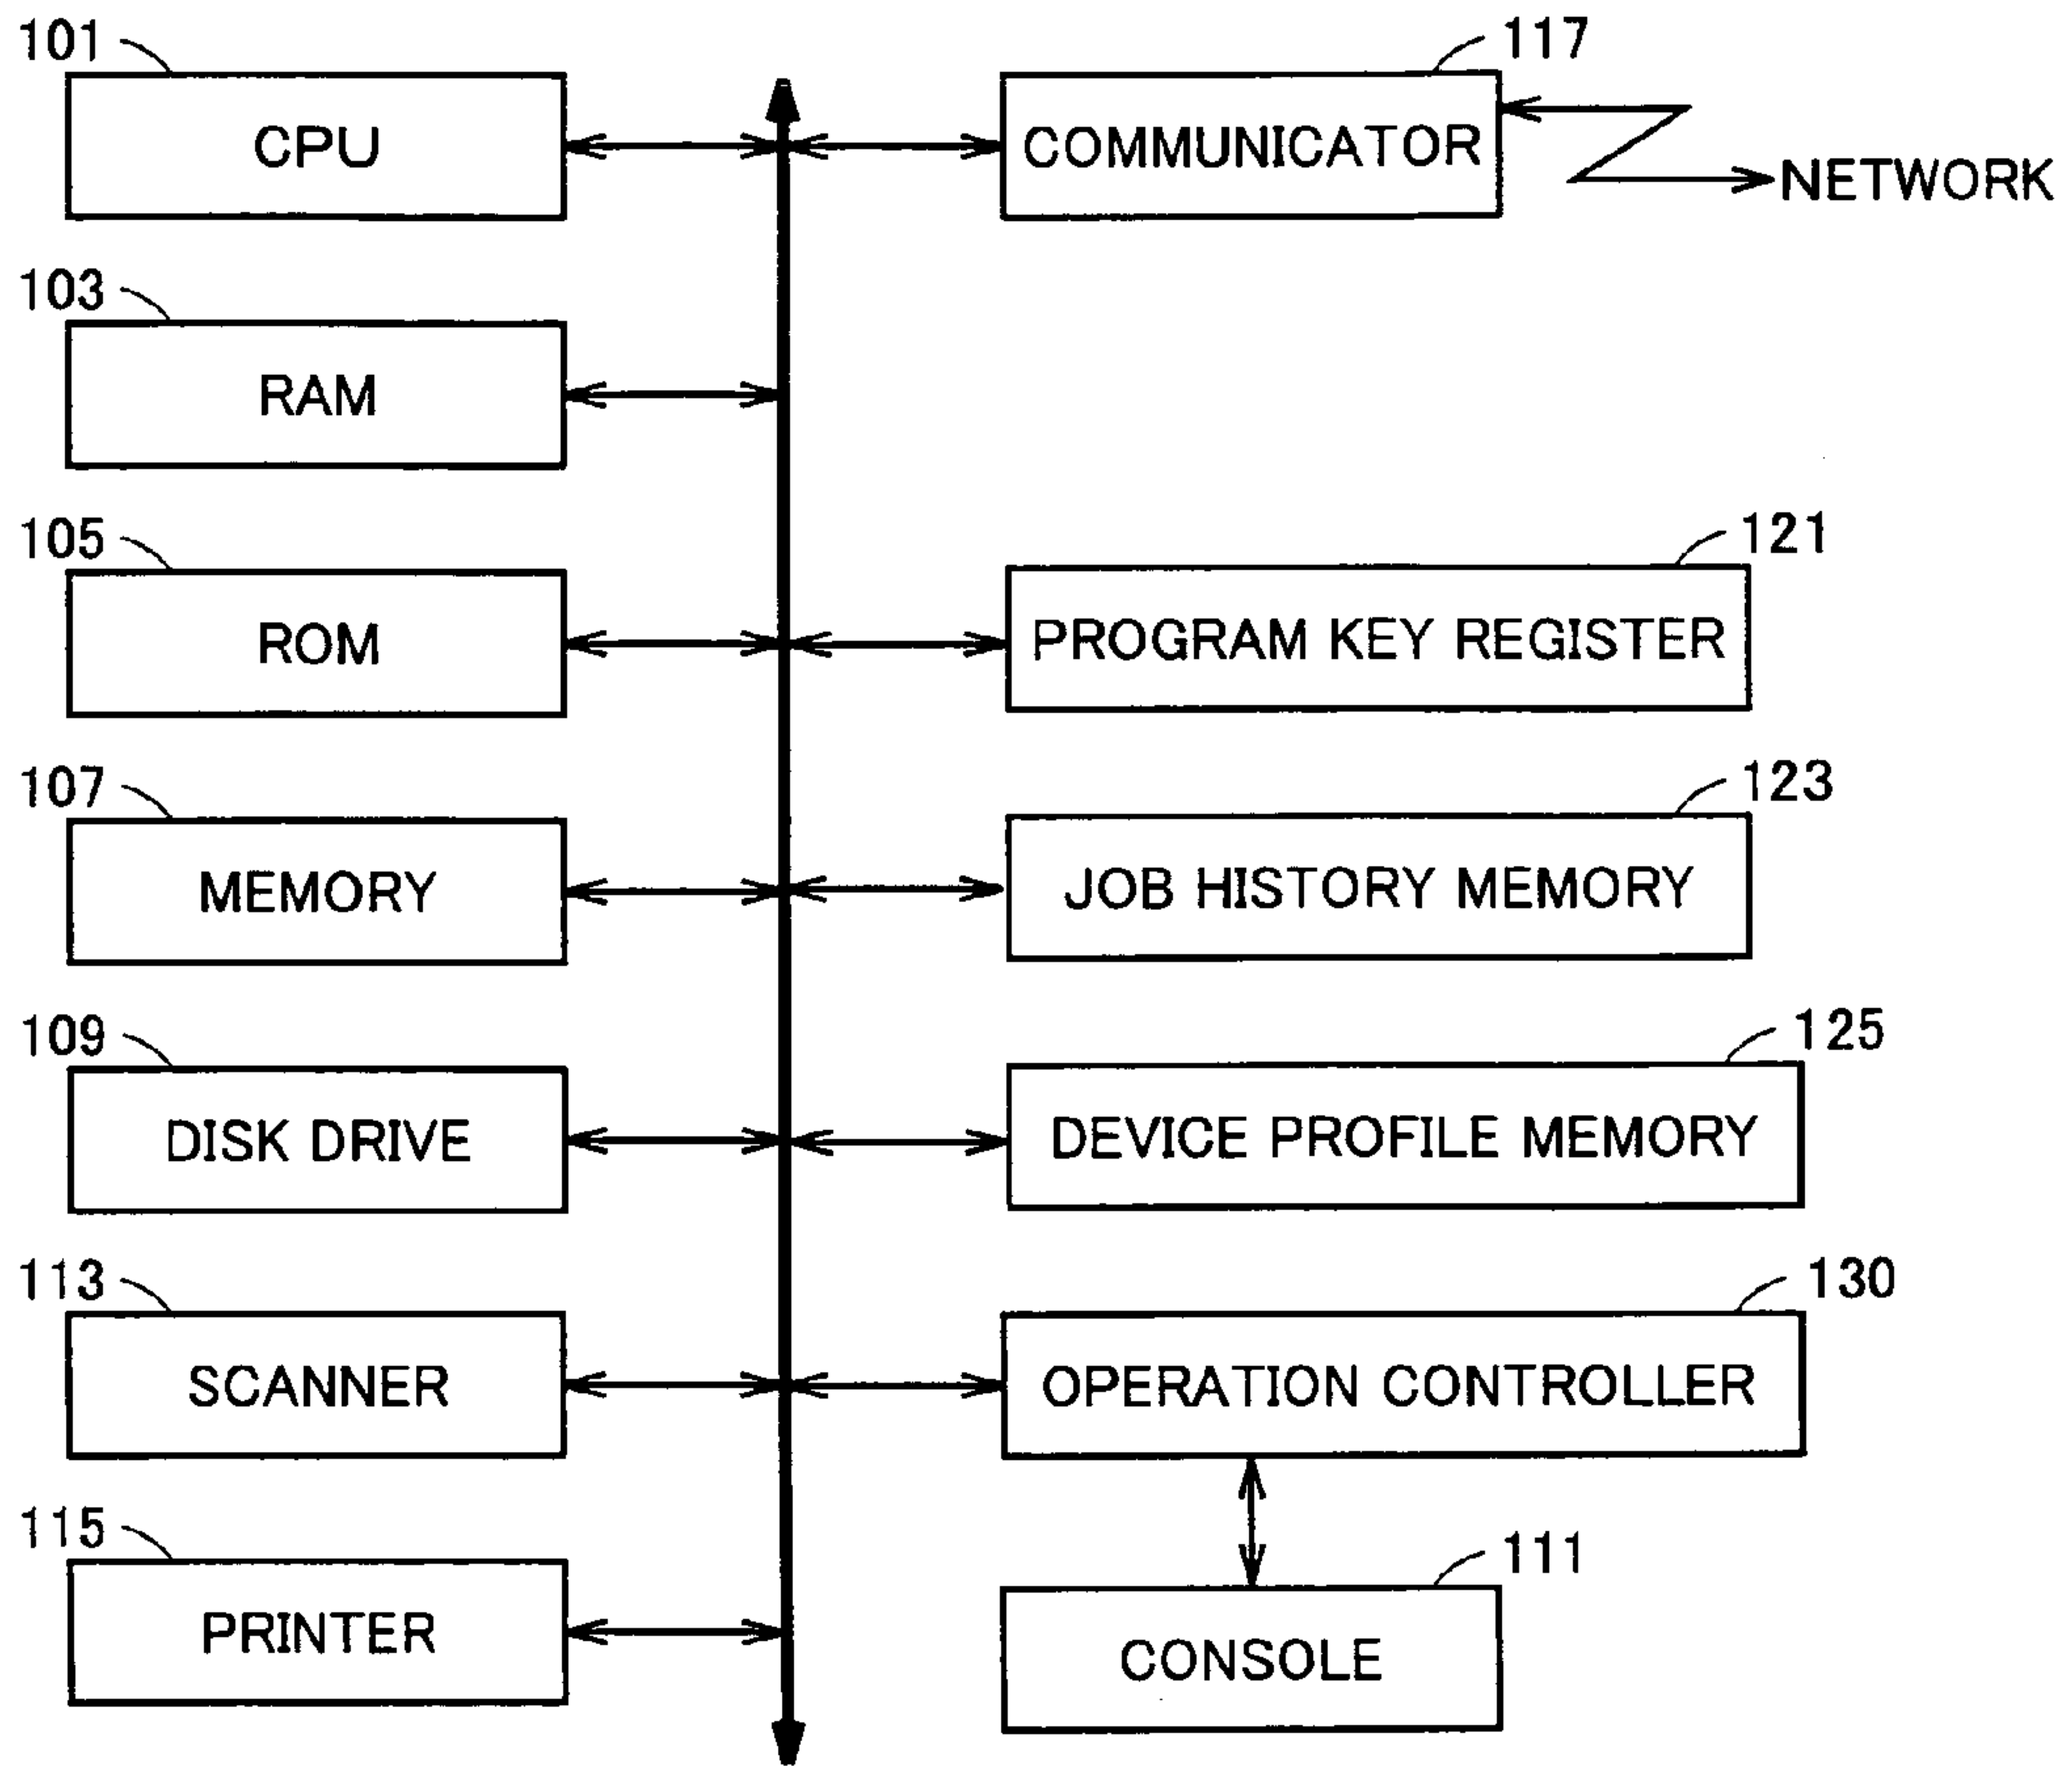 101
CPU
117
COMMUNICATOR
NETWORK
103
RAM
105
ROM
121
PROGRAM KEY REGISTER
107
MEMORY
123
JOB HISTORY MEMORY
109
DISK DRIVE
125
DEVICE PROFILE MEMORY
113
SCANNER
130
OPERATION CONTROLLER
115
PRINTER
111
CONSOLE